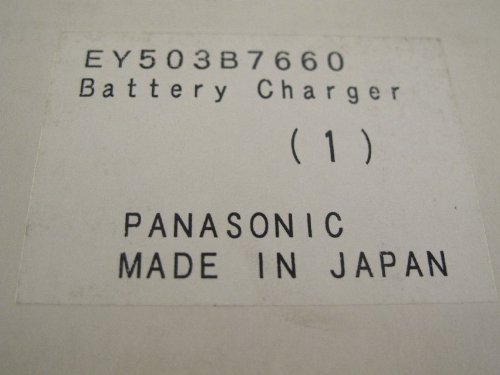 EY503B7660
Battery Charger
(1)
PANASONIC
MADE IN JAPAN